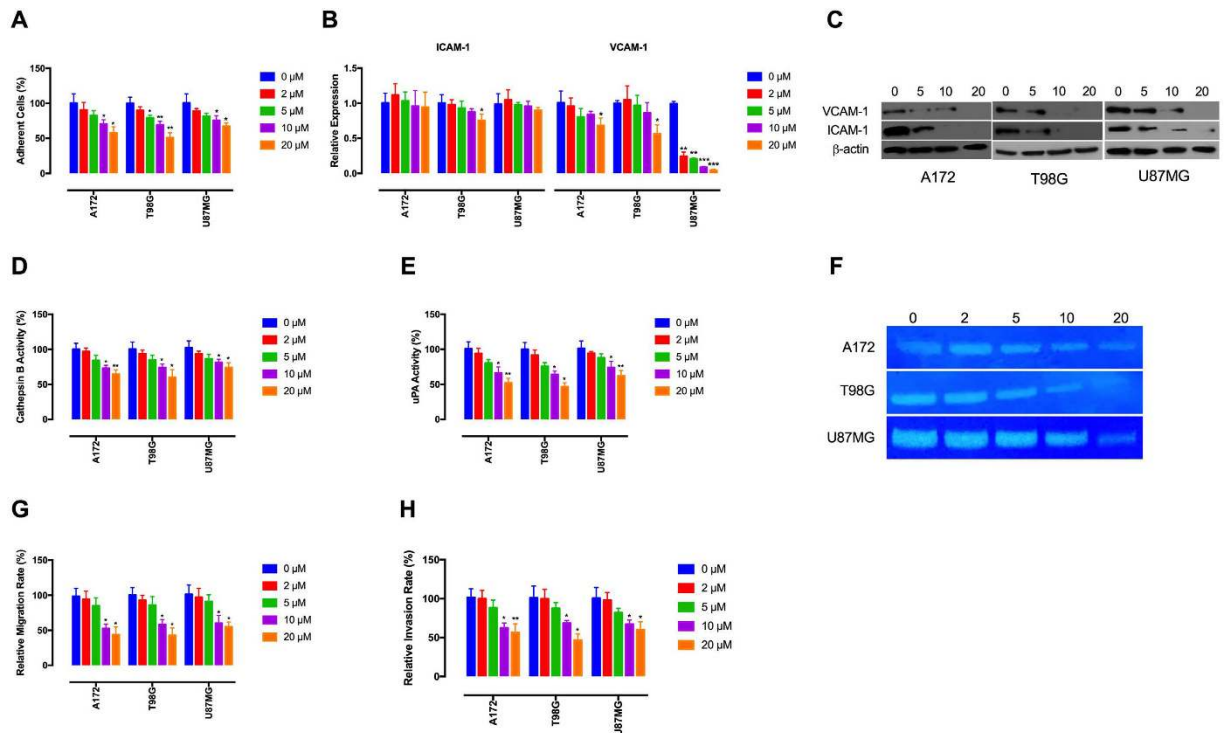 A
Adherent Cells (%)
150
100
50
0
* * * ** ** * *
A172
T98G
U87MG
0 µM
2 µM
5 µM
10 µM
20 µM
B
ICAM-1
VCAM-1
Relative Expression
1.5
1.0
0.5
0.0
* * * ** ** *** ***
A172
T98G
U87MG
A172
T98G
U87MG
0 µM
2 µM
5 µM
10 µM
20 µM
C
0 5 10 20 0 5 10 20 0 5 10 20
VCAM-1
ICAM-1
β-actin
A172 T98G U87MG
D
Cathepsin B Activity (%)
150
100
50
0
* ** * * * *
A172
T98G
U87MG
0 µM
2 µM
5 µM
10 µM
20 µM
E
uPA Activity (%)
150
100
50
0
* ** * * * **
A172
T98G
U87MG
0 µM
2 µM
5 µM
10 µM
20 µM
F
0 2 5 10 20
A172
T98G
U87MG
G
Relative Migration Rate (%)
150
100
50
0
* * * * * *
A172
T98G
U87MG
0 µM
2 µM
5 µM
10 µM
20 µM
H
Relative Invasion Rate (%)
150
100
50
0
* ** * * * *
A172
T98G
U87MG
0 µM
2 µM
5 µM
10 µM
20 µM